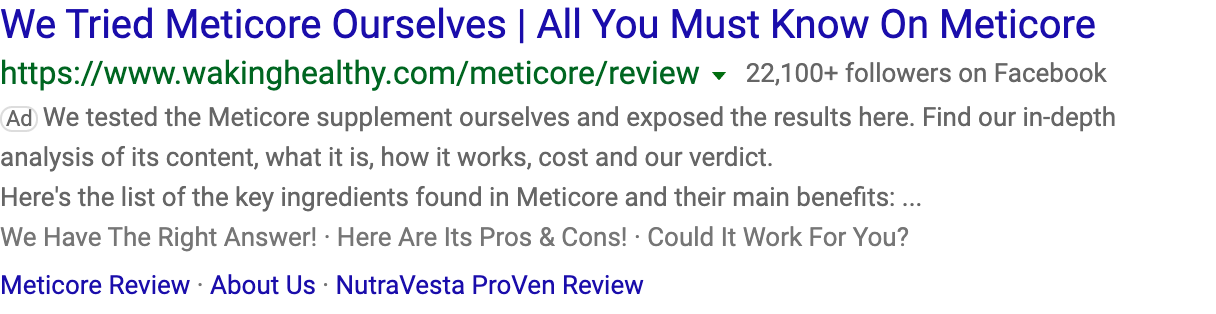 We Tried Meticore Ourselves | All You Must Know On Meticore
https://www.wakinghealthy.com/meticore/review 22,100+ followers on Facebook
Ad We tested the Meticore supplement ourselves and exposed the results here. Find our in-depth
analysis of its content, what it is, how it works, cost and our verdict.
Here's the list of the key ingredients found in Meticore and their main benefits: ...
We Have The Right Answer! · Here Are Its Pros & Cons! · Could It Work For You?
Meticore Review · About Us · NutraVesta ProVen Review